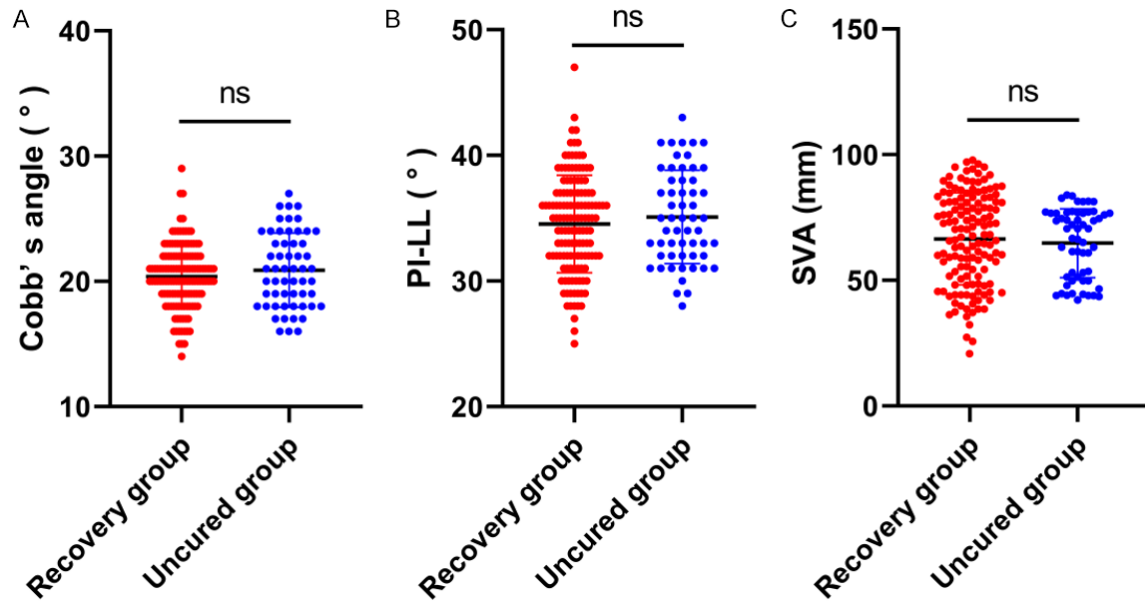 A
Cobb’ s angle ( ° )
40
30
20
10
ns
Recovery group
Uncured group
B
PI-LL ( ° )
50
40
30
20
ns
Recovery group
Uncured group
C
SVA (mm)
150
100
50
0
ns
Recovery group
Uncured group